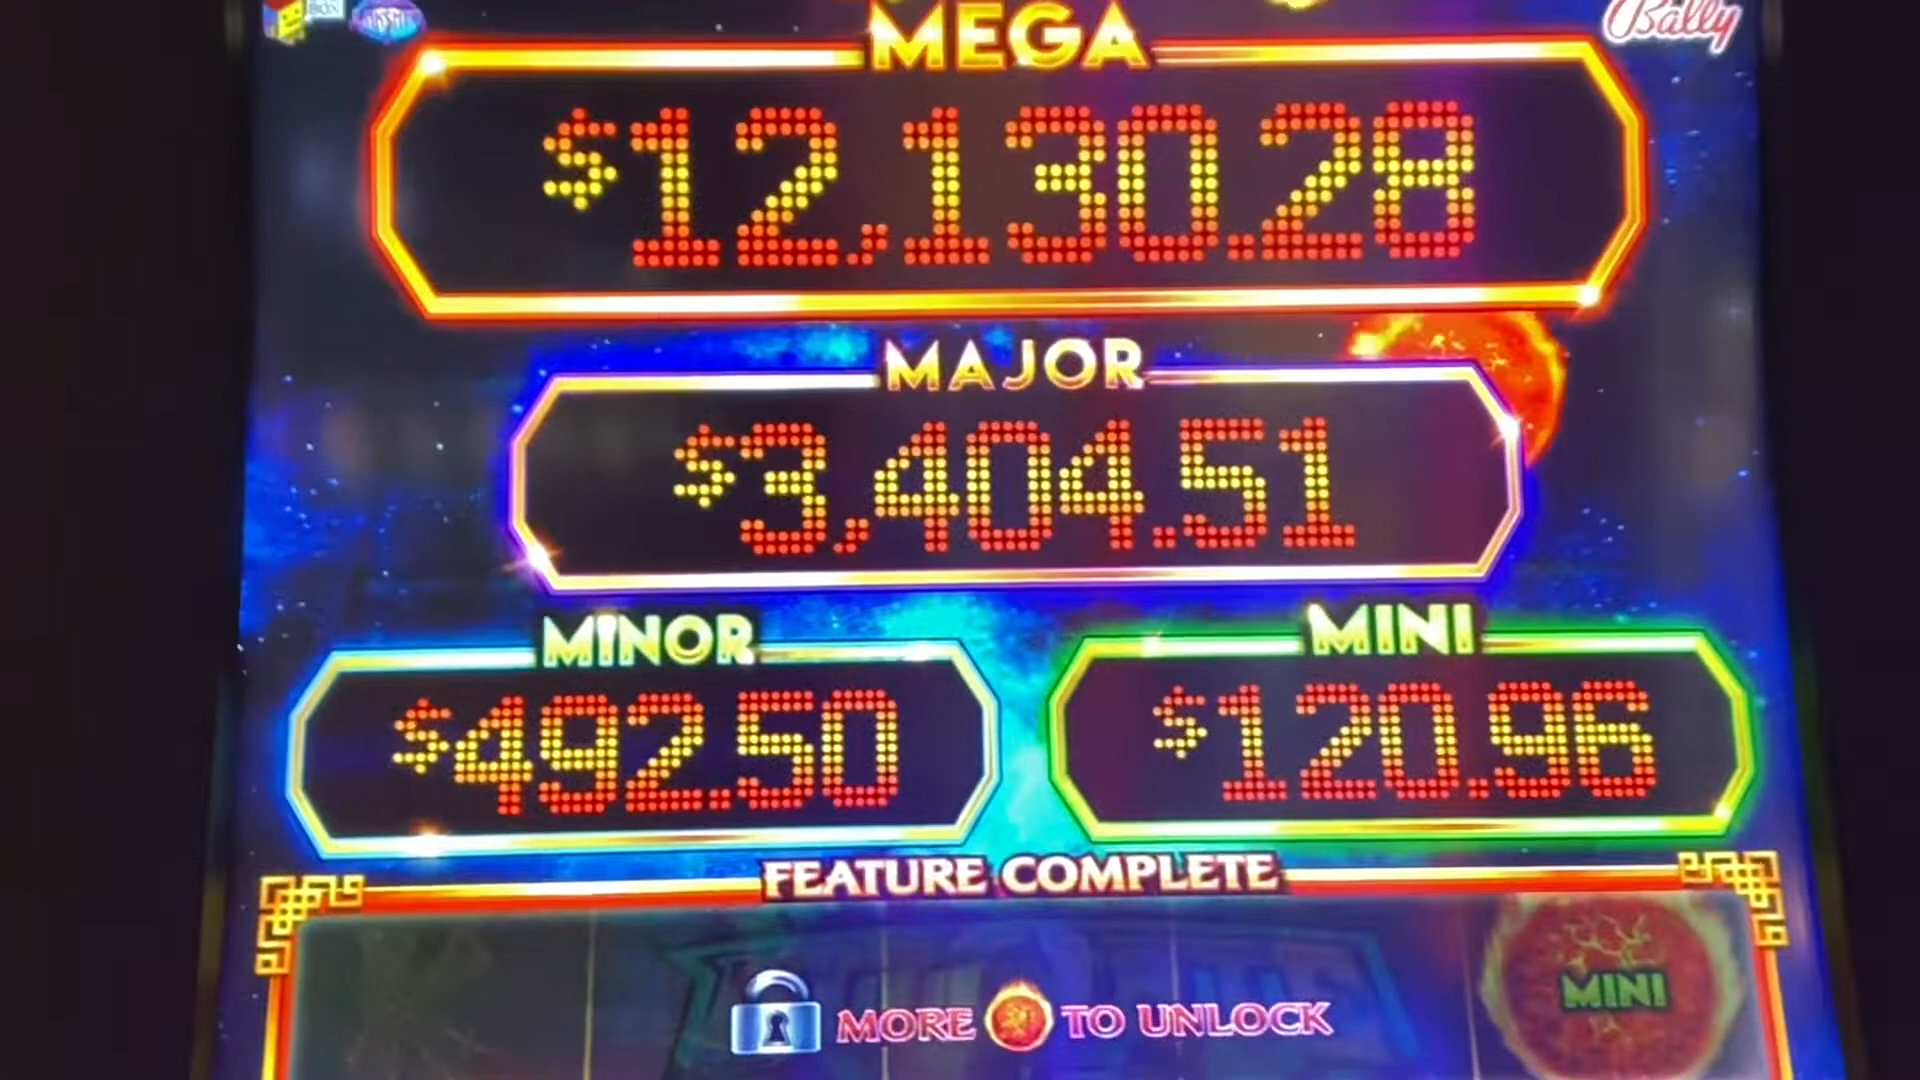 Bally
MEGA
$12,130.28
MAJOR
$3,404.51
MINOR
$492.50
MINI
$120.96
FEATURE COMPLETE
MINI
MORE TO UNLOCK